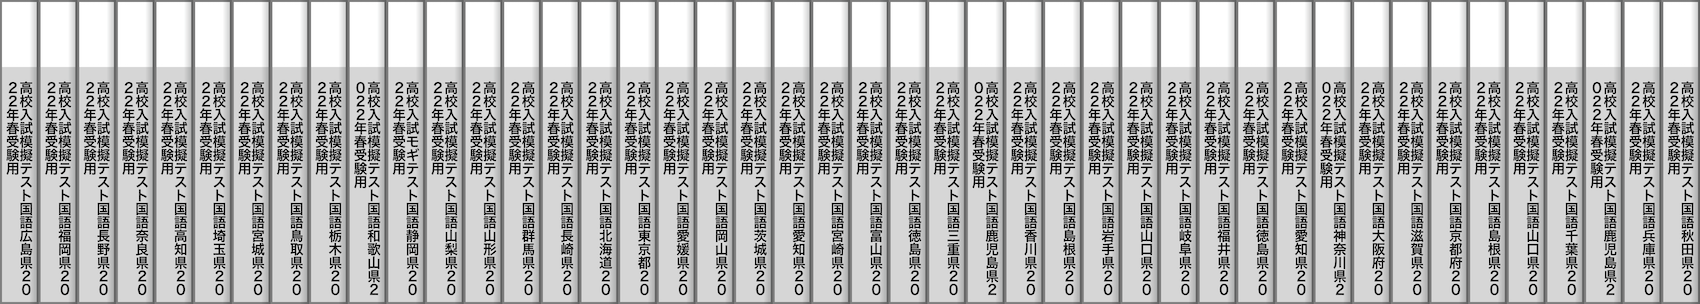 高校入試模擬テスト国語秋田県２０
２２年春受験用
高校入試模擬テスト国語兵庫県２０
２２年春受験用
高校入試模擬テスト国語鹿児島県２
０２２年春受験用
高校入試模擬テスト国語千葉県２０
２２年春受験用
高校入試模擬テスト国語山口県２０
２２年春受験用
高校入試模擬テスト国語島根県２０
２２年春受験用
高校入試模擬テスト国語京都府２０
２２年春受験用
高校入試模擬テスト国語滋賀県２０
２２年春受験用
高校入試模擬テスト国語大阪府２０
２２年春受験用
高校入試模擬テスト国語神奈川県２
０２２年春受験用
高校入試模擬テスト国語愛知県２０
２２年春受験用
高校入試模擬テスト国語徳島県２０
２２年春受験用
高校入試模擬テスト国語福井県２０
２２年春受験用
高校入試模擬テスト国語岐阜県２０
２２年春受験用
高校入試模擬テスト国語山口県２０
２２年春受験用
高校入試模擬テスト国語岩手県２０
２２年春受験用
高校入試模擬テスト国語島根県２０
２２年春受験用
高校入試模擬テスト国語香川県２０
２２年春受験用
高校入試模擬テスト国語鹿児島県２
０２２年春受験用
高校入試模擬テスト国語三重県２０
２２年春受験用
高校入試模擬テスト国語徳島県２０
２２年春受験用
高校入試模擬テスト国語富山県２０
２２年春受験用
高校入試模擬テスト国語宮崎県２０
２２年春受験用
高校入試模擬テスト国語愛知県２０
２２年春受験用
高校入試模擬テスト国語茨城県２０
２２年春受験用
高校入試模擬テスト国語岡山県２０
２２年春受験用
高校入試模擬テスト国語愛媛県２０
２２年春受験用
高校入試模擬テスト国語東京都２０
２２年春受験用
高校入試模擬テスト国語北海道２０
２２年春受験用
高校入試模擬テスト国語長崎県２０
２２年春受験用
高校入試模擬テスト国語群馬県２０
２２年春受験用
高校入試模擬テスト国語山形県２０
２２年春受験用
高校入試模擬テスト国語山梨県２０
２２年春受験用
高校入試モギテスト国語静岡県２０
２２年春受験用
高校入試模擬テスト国語和歌山県２
０２２年春受験用
高校入試模擬テスト国語栃木県２０
２２年春受験用
高校入試模擬テスト国語鳥取県２０
２２年春受験用
高校入試模擬テスト国語宮城県２０
２２年春受験用
高校入試模擬テスト国語埼玉県２０
２２年春受験用
高校入試模擬テスト国語高知県２０
２２年春受験用
高校入試模擬テスト国語奈良県２０
２２年春受験用
高校入試模擬テスト国語長野県２０
２２年春受験用
高校入試模擬テスト国語福岡県２０
２２年春受験用
高校入試模擬テスト国語広島県２０
２２年春受験用